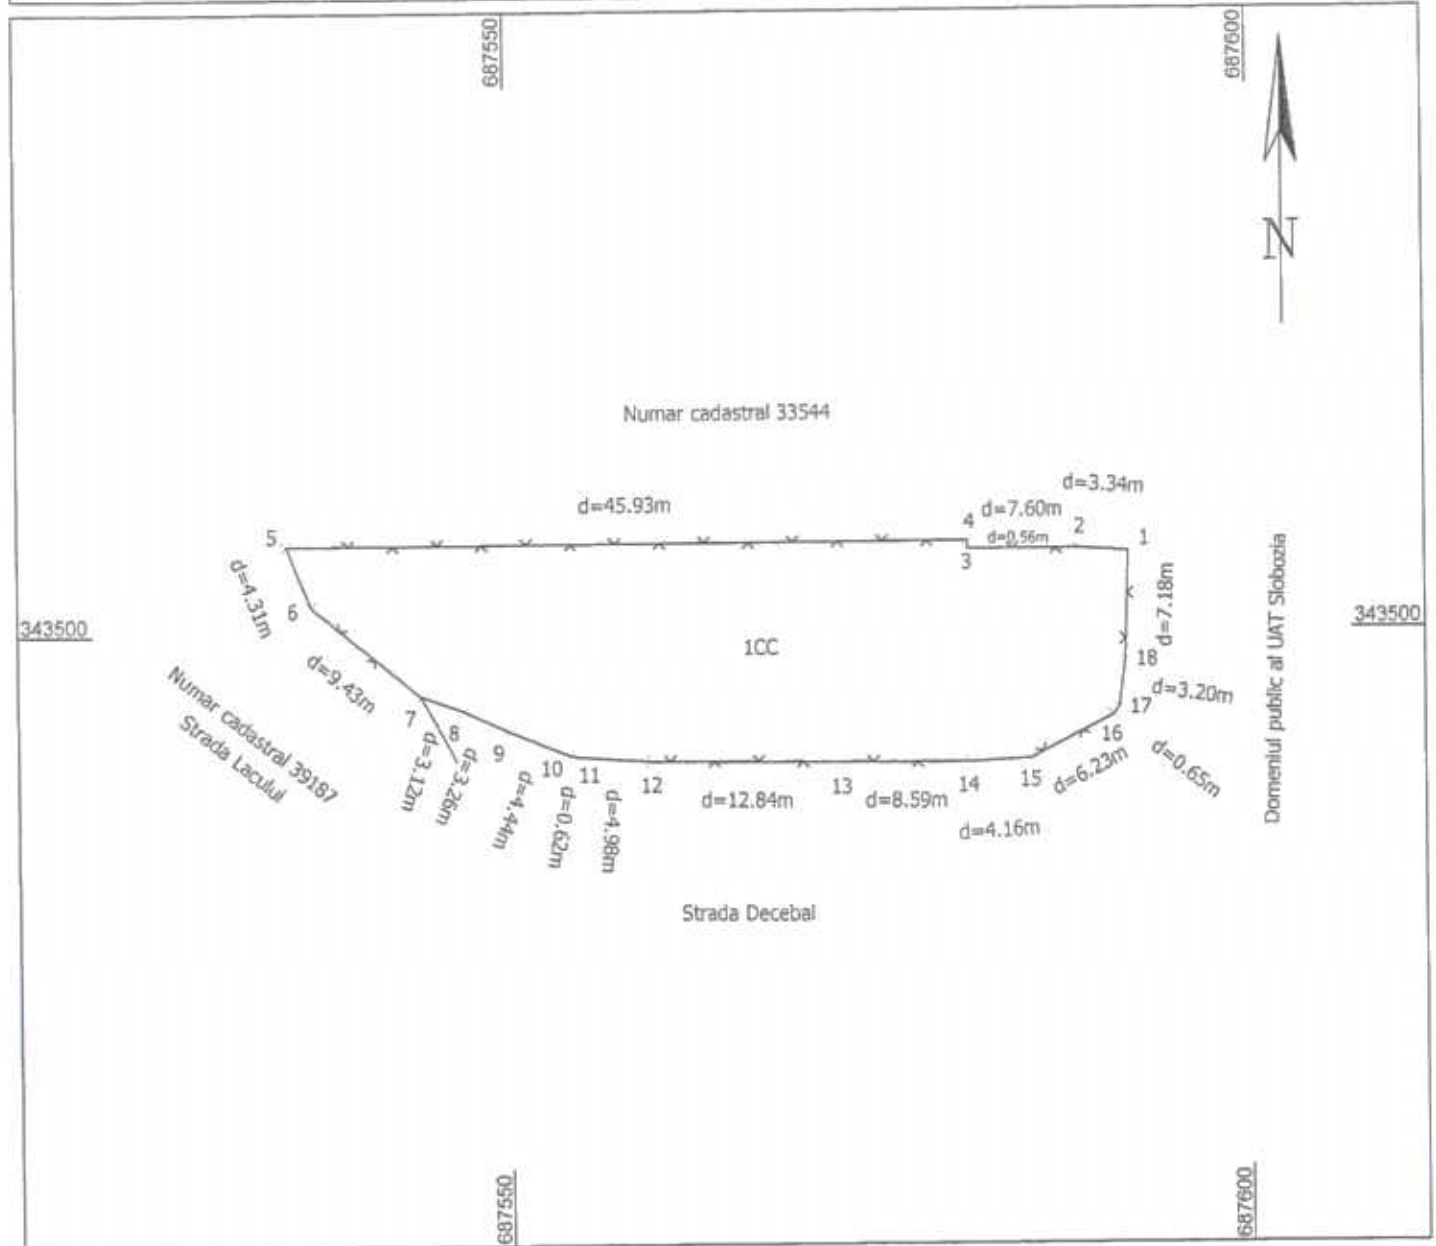 687550
687600
N
Numar cadastral 33544
d=3.34m
d=45.93m
d=7.60m
5
4
2
1
d=0.56m
3
d=4.31m
6
d=7.18m
Domeniul public al UAT Slobozia
343500
343500
1CC
18
d=9.43m
d=3.20m
17
Numar cadastral 39187
Strada Lacului
7
8
9
16
d=3.12m
d=3.26m
10
11
12
13
14
15
d=6.23m
d=0.65m
d=4.44m
d=0.62m
d=4.98m
d=12.84m
d=8.59m
d=4.16m
Strada Decebal
687550
687600